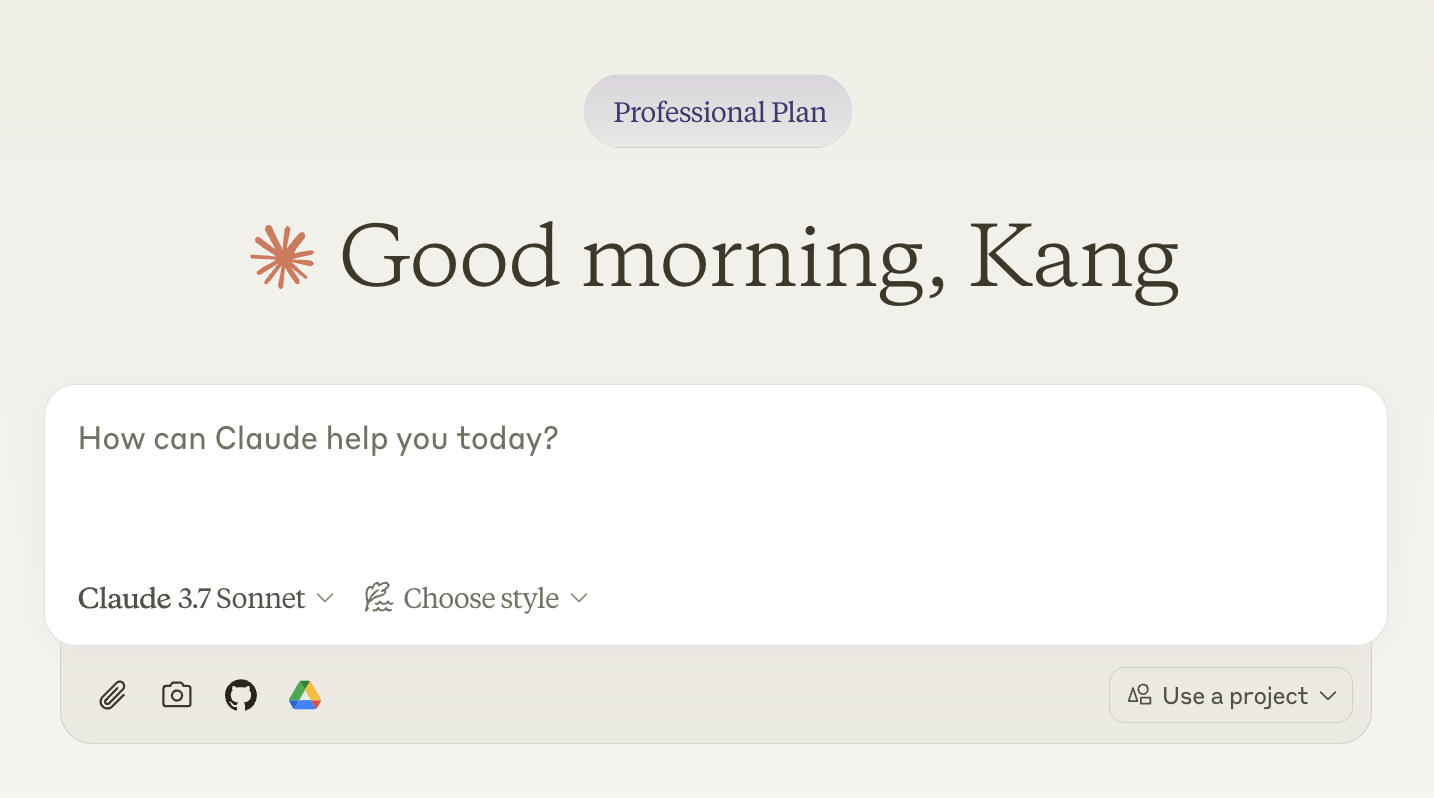 Professional Plan
Good morning, Kang
How can Claude help you today?
Claude 3.7 Sonnet Choose style
Use a project